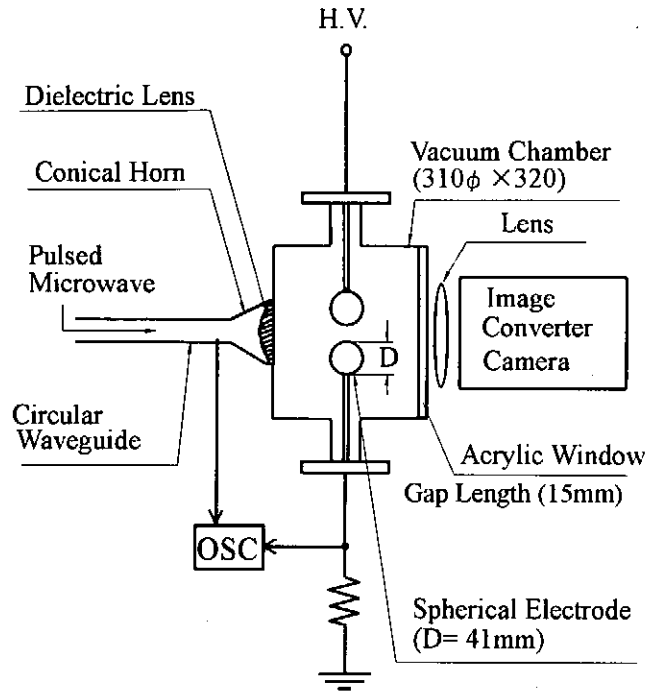 H.V.
Dielectric Lens
Conical Horn
Pulsed
Microwave
Circular
Waveguide
Vacuum Chamber
(310ϕ ×320)
Lens
Image
Converter
Camera
D
Acrylic Window
Gap Length (15mm)
OSC
Spherical Electrode
(D= 41mm)